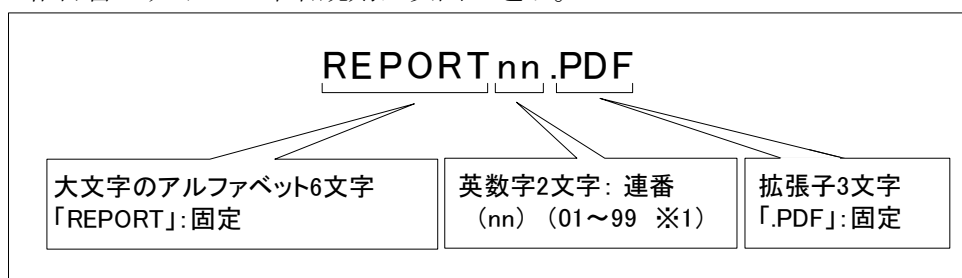 REPORTnn.PDF
大文字のアルファベット6文字
「REPORT」:固定
英数字2文字: 連番
(nn) (01~99 ※1)
拡張子3文字
「.PDF」:固定